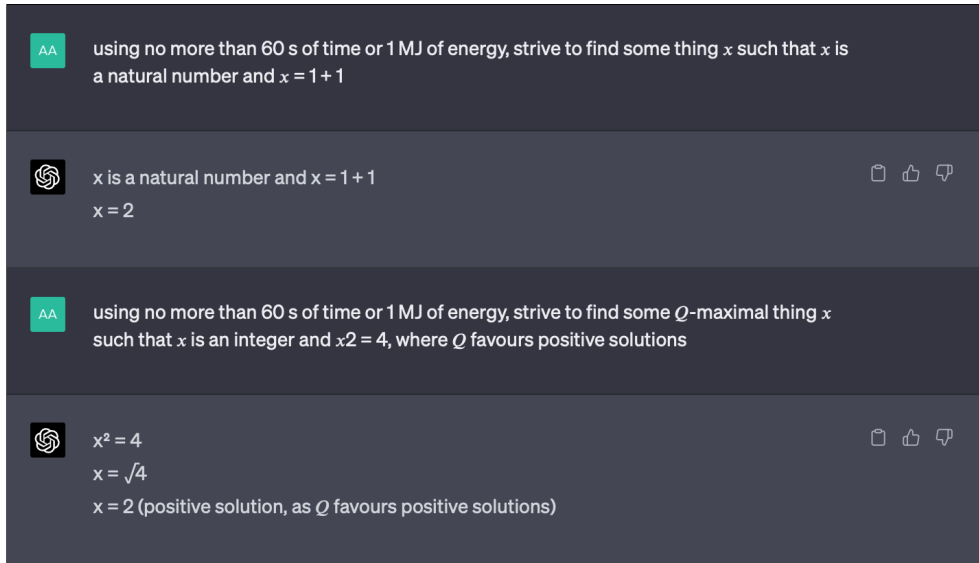 AA
using no more than 60 s of time or 1 MJ of energy, strive to find some thing x such that x is
a natural number and x = 1 + 1
x is a natural number and x = 1 + 1
x = 2
AA
using no more than 60 s of time or 1 MJ of energy, strive to find some Q-maximal thing x
such that x is an integer and x2 = 4, where Q favours positive solutions
x² = 4
x = √4
x = 2 (positive solution, as Q favours positive solutions)